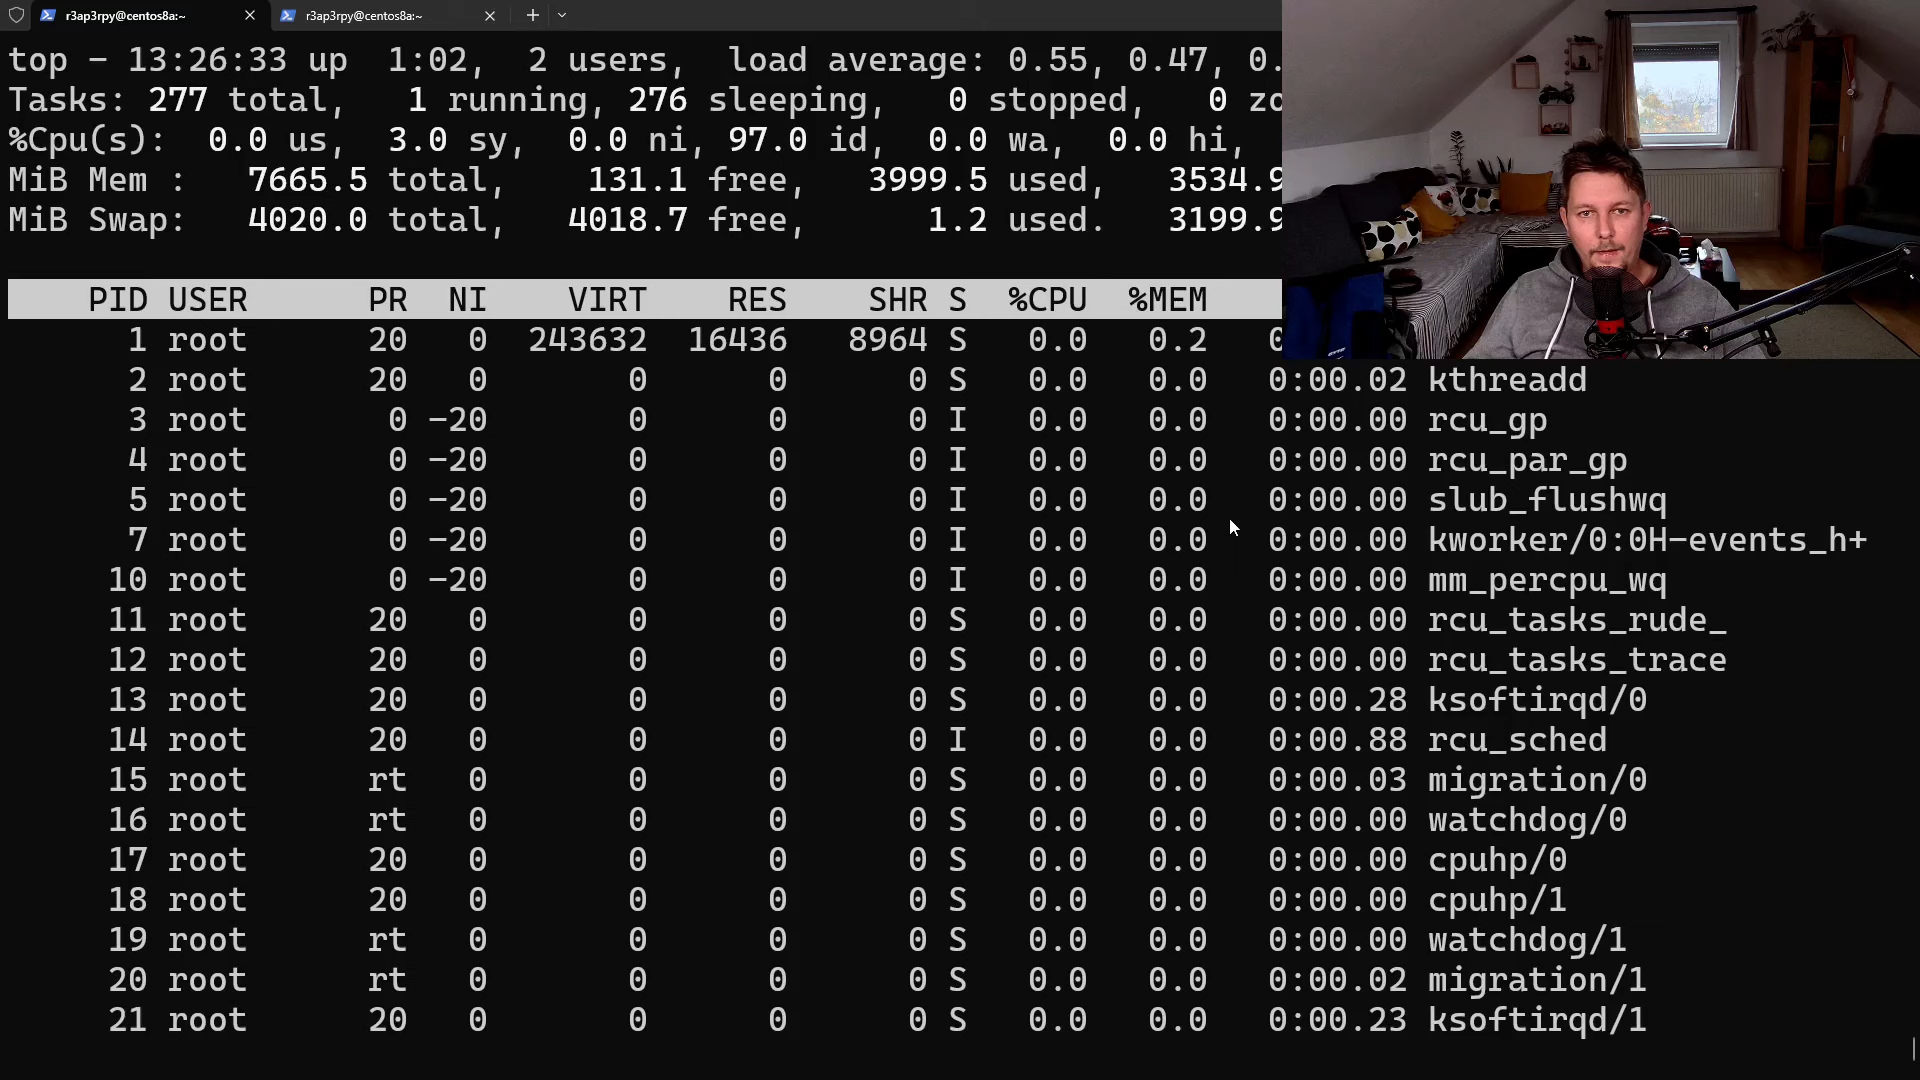 r3ap3rpy@centos8a:~ r3ap3rpy@centos8a:~
top - 13:26:33 up 1:02, 2 users, load average: 0.55, 0.47, 0.
Tasks: 277 total, 1 running, 276 sleeping, 0 stopped, 0 zo
%Cpu(s): 0.0 us, 3.0 sy, 0.0 ni, 97.0 id, 0.0 wa, 0.0 hi,
MiB Mem : 7665.5 total, 131.1 free, 3999.5 used, 3534.9
MiB Swap: 4020.0 total, 4018.7 free, 1.2 used. 3199.9
PID USER PR NI VIRT RES SHR S %CPU %MEM
1 root 20 0 243632 16436 8964 S 0.0 0.2 0
2 root 20 0 0 0 0 S 0.0 0.0 0:00.02 kthreadd
3 root 0 -20 0 0 0 I 0.0 0.0 0:00.00 rcu_gp
4 root 0 -20 0 0 0 I 0.0 0.0 0:00.00 rcu_par_gp
5 root 0 -20 0 0 0 I 0.0 0.0 0:00.00 slub_flushwq
7 root 0 -20 0 0 0 I 0.0 0.0 0:00.00 kworker/0:0H-events_h+
10 root 0 -20 0 0 0 I 0.0 0.0 0:00.00 mm_percpu_wq
11 root 20 0 0 0 0 S 0.0 0.0 0:00.00 rcu_tasks_rude_
12 root 20 0 0 0 0 S 0.0 0.0 0:00.00 rcu_tasks_trace
13 root 20 0 0 0 0 S 0.0 0.0 0:00.28 ksoftirqd/0
14 root 20 0 0 0 0 I 0.0 0.0 0:00.88 rcu_sched
15 root rt 0 0 0 0 S 0.0 0.0 0:00.03 migration/0
16 root rt 0 0 0 0 S 0.0 0.0 0:00.00 watchdog/0
17 root 20 0 0 0 0 S 0.0 0.0 0:00.00 cpuhp/0
18 root 20 0 0 0 0 S 0.0 0.0 0:00.00 cpuhp/1
19 root rt 0 0 0 0 S 0.0 0.0 0:00.00 watchdog/1
20 root rt 0 0 0 0 S 0.0 0.0 0:00.02 migration/1
21 root 20 0 0 0 0 S 0.0 0.0 0:00.23 ksoftirqd/1